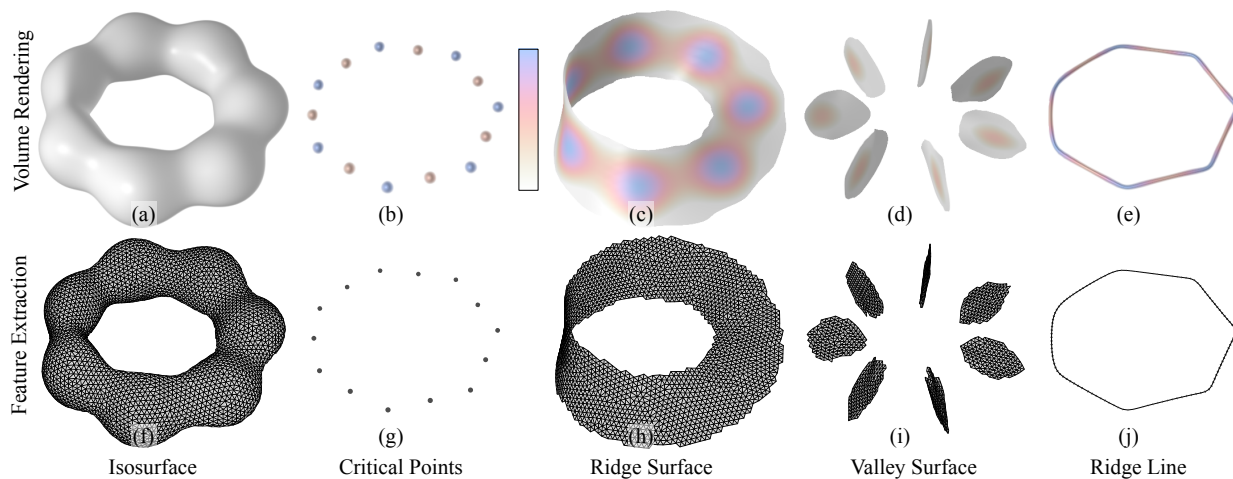 Volume Rendering
(a)
(b)
(c)
(d)
(e)
Feature Extraction
(f)
(g)
(h)
(i)
(j)
Isosurface
Critical Points
Ridge Surface
Valley Surface
Ridge Line